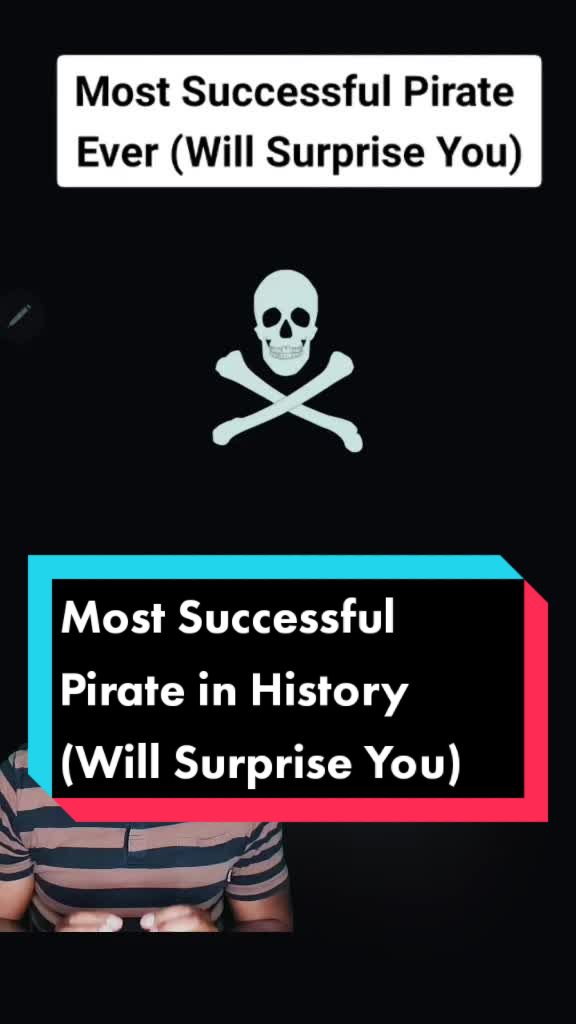 Most Successful Pirate
Ever (Will Surprise You)
Most Successful
Pirate in History
(Will Surprise You)